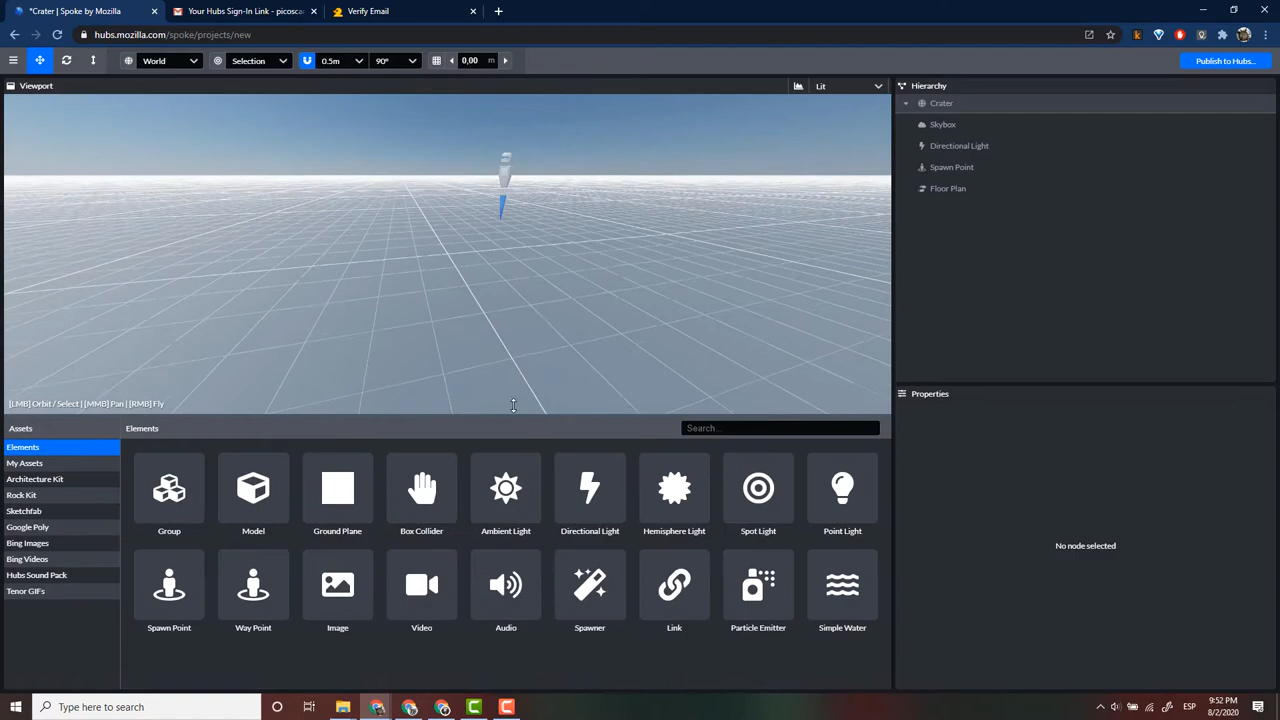 *Crater | Spoke by Mozilla
Your Hubs Sign-In Link - picosca
Verify Email
hubs.mozilla.com/spoke/projects/new
World
Selection
0.5m
90°
0,00 m
Publish to Hubs...
Viewport
Lit
Hierarchy
Crater
Skybox
Directional Light
Spawn Point
Floor Plan
[LMB] Orbit / Select | [MMB] Pan | [RMB] Fly
Properties
No node selected
Assets
Elements
Search...
Elements
My Assets
Architecture Kit
Rock Kit
Sketchfab
Google Poly
Bing Images
Bing Videos
Hubs Sound Pack
Tenor GIFs
Group
Model
Ground Plane
Box Collider
Ambient Light
Directional Light
Hemisphere Light
Spot Light
Point Light
Spawn Point
Way Point
Image
Video
Audio
Spawner
Link
Particle Emitter
Simple Water
Type here to search
ESP
9:52 PM
8/2/2020